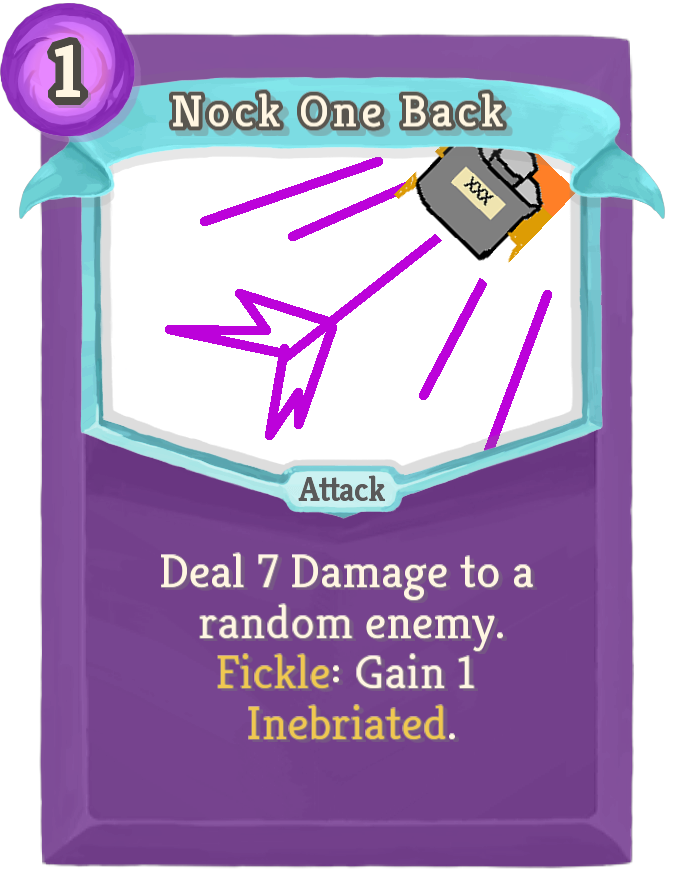 1
Nock One Back
XXX
Attack
Deal 7 Damage to a
random enemy.
Fickle: Gain 1
Inebriated.